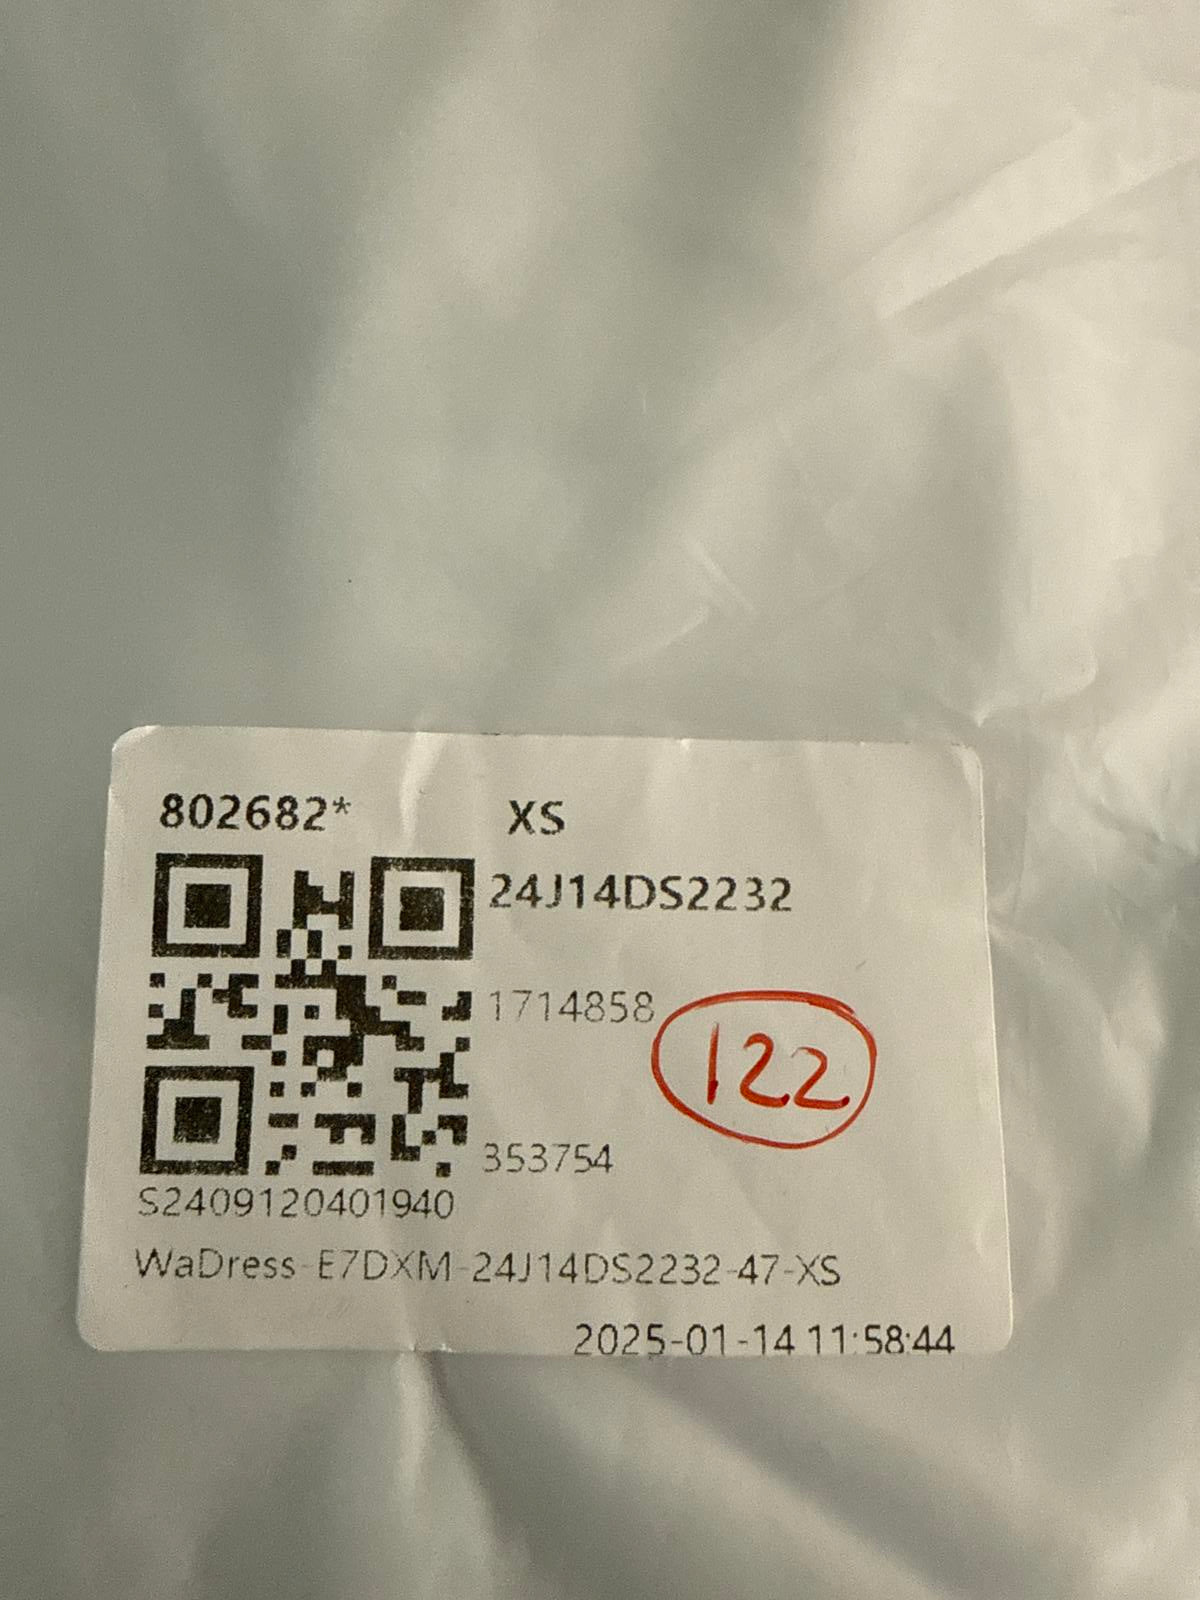 802682* XS
24J14DS2232
1714858
122
353754
S2409120401940
WaDress-E7DXM-24J14DS2232-47-XS
2025-01-14 11:58:44